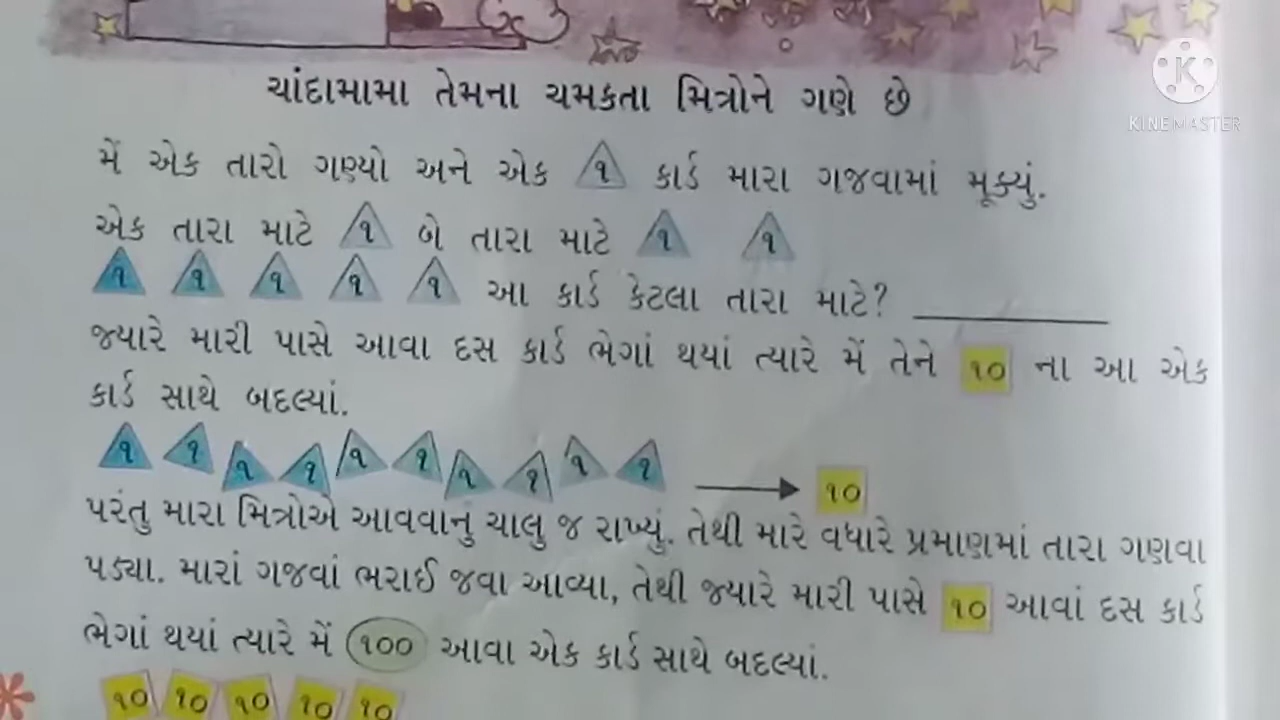 ચાંદામામા તેમના ચમકતા મિત્રોને ગણે છે
KINEMASTER
મેં એક તારો ગણ્યો અને એક ૧ કાર્ડ મારા ગજવામાં મૂક્યું.
એક તારા માટે ૧ બે તારા માટે ૧ ૧
૧ ૧ ૧ ૧ ૧ આ કાર્ડ કેટલા તારા માટે? ________
જ્યારે મારી પાસે આવા દસ કાર્ડ ભેગાં થયાં ત્યારે મેં તેને ૧૦ ના આ એક
કાર્ડ સાથે બદલ્યાં.
૧ ૧ ૧ ૧ ૧ ૧ ૧ ૧ ૧ ૧ → ૧૦
પરંતુ મારા મિત્રોએ આવવાનું ચાલુ જ રાખ્યું. તેથી મારે વધારે પ્રમાણમાં તારા ગણવા
પડ્યા. મારાં ગજવાં ભરાઈ જવા આવ્યા, તેથી જ્યારે મારી પાસે ૧૦ આવાં દસ કાર્ડ
ભેગાં થયાં ત્યારે મેં ૧૦૦ આવા એક કાર્ડ સાથે બદલ્યાં.
૧૦ ૧૦ ૧૦ ૧૦ ૧૦